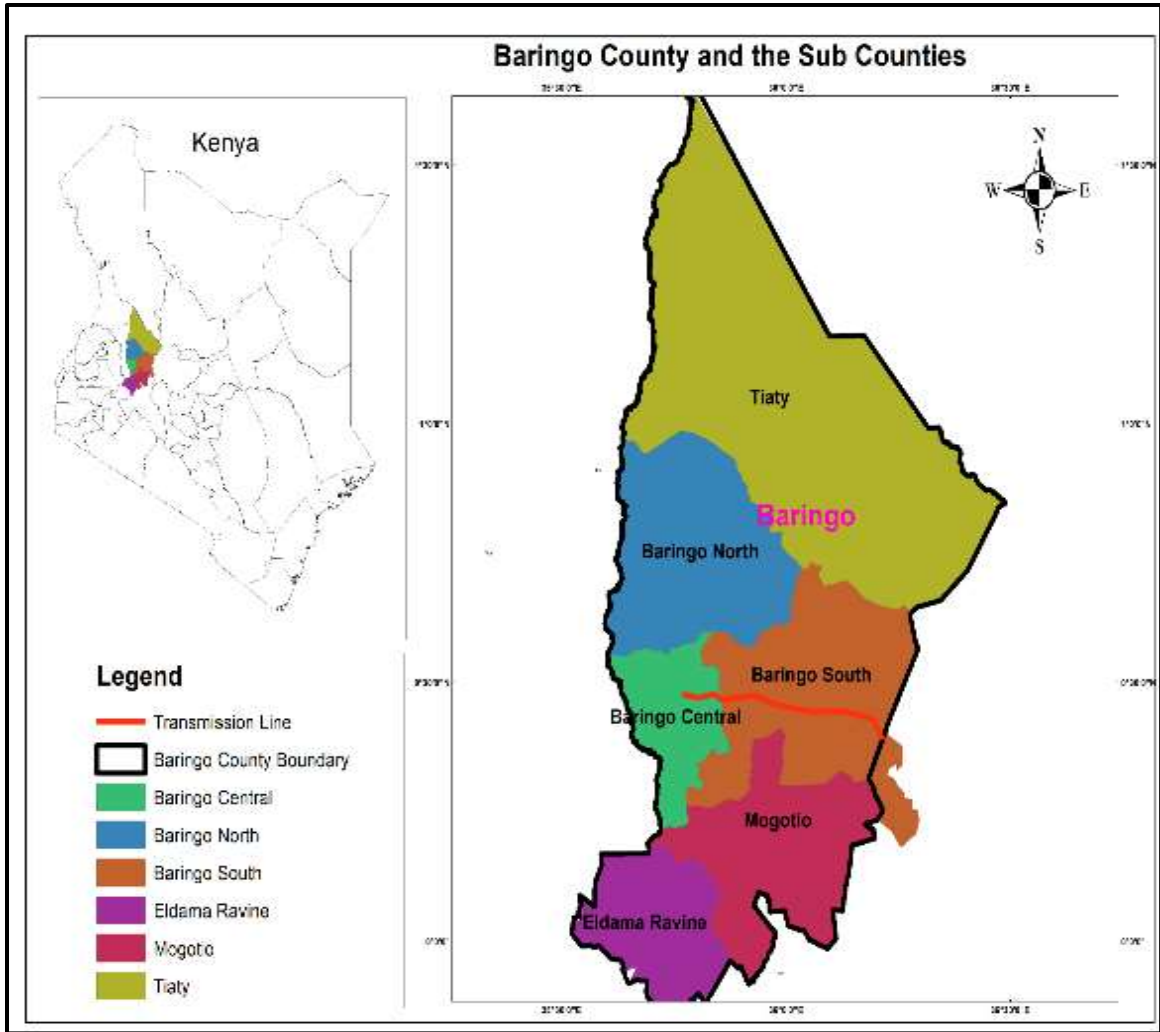 Baringo County and the Sub Counties
Kenya
N
W E
S
Tiaty
Baringo
Baringo North
Baringo South
Baringo Central
Mogotio
Eldama Ravine
Legend
Transmission Line
Baringo County Boundary
Baringo Central
Baringo North
Baringo South
Eldama Ravine
Mogotio
Tiaty